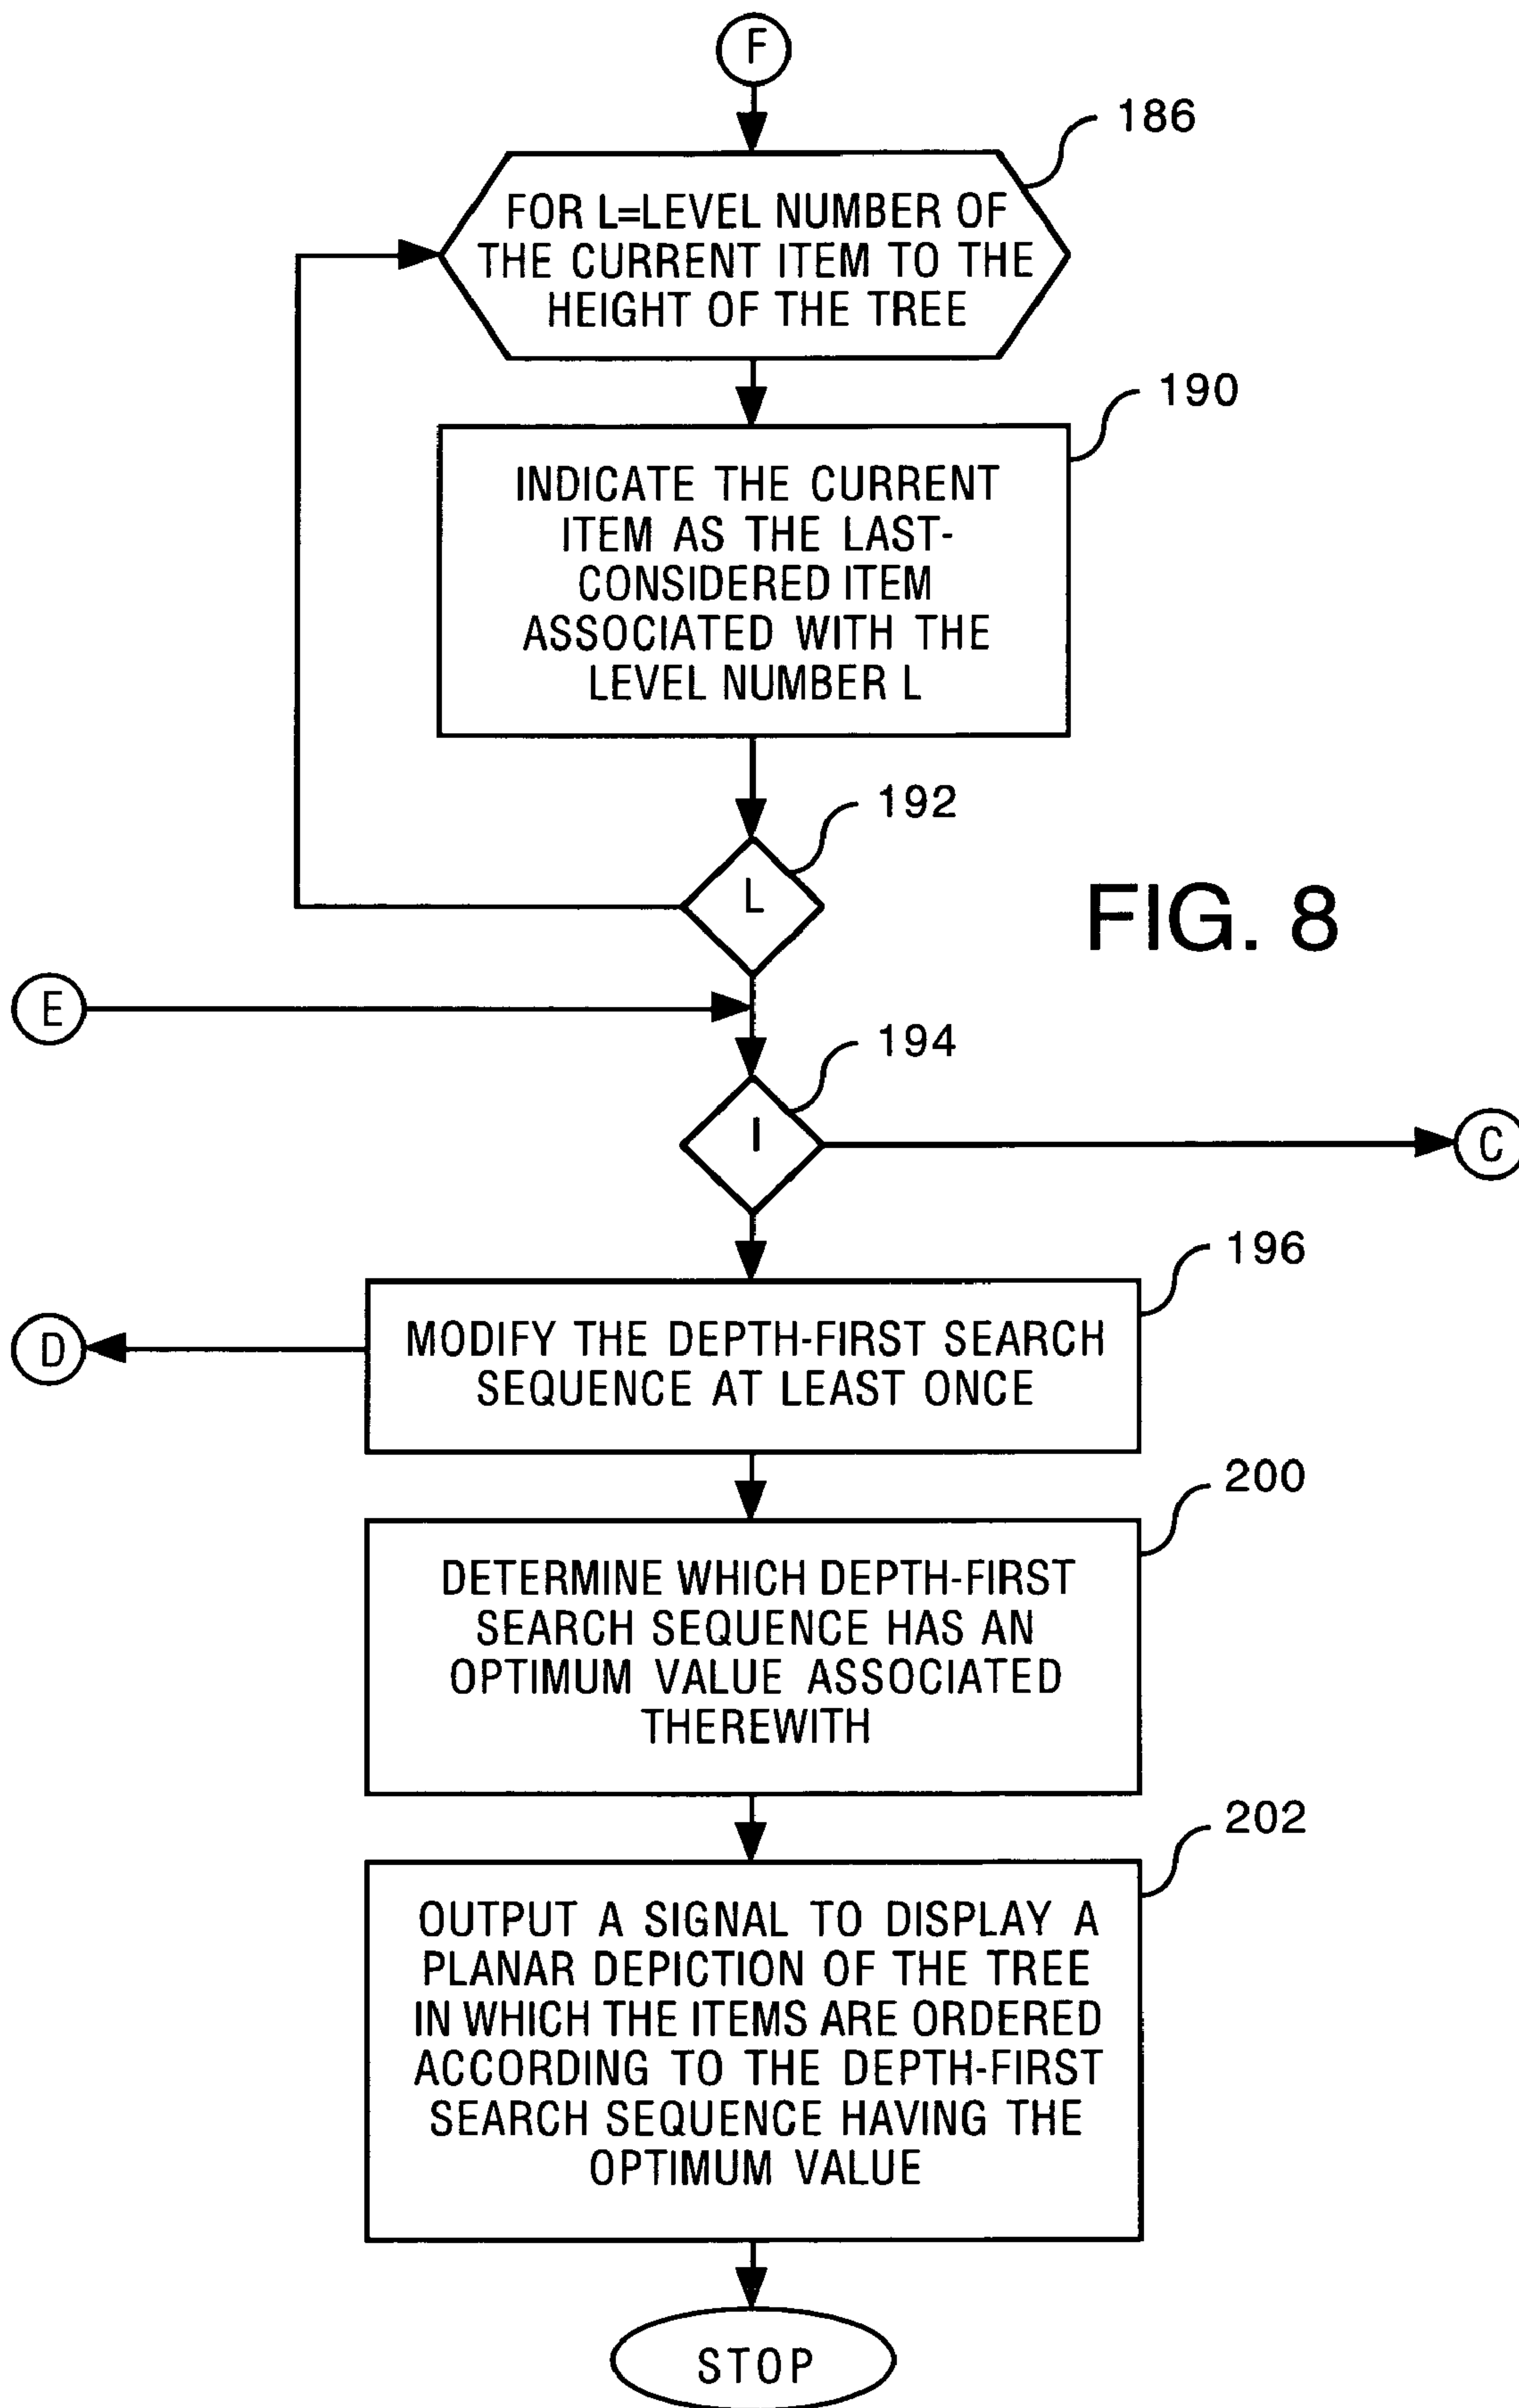 F
186
FOR L=LEVEL NUMBER OF
THE CURRENT ITEM TO THE
HEIGHT OF THE TREE
190
INDICATE THE CURRENT
ITEM AS THE LAST-
CONSIDERED ITEM
ASSOCIATED WITH THE
LEVEL NUMBER L
192
L
FIG. 8
E
194
I
C
196
D
MODIFY THE DEPTH-FIRST SEARCH
SEQUENCE AT LEAST ONCE
200
DETERMINE WHICH DEPTH-FIRST
SEARCH SEQUENCE HAS AN
OPTIMUM VALUE ASSOCIATED
THEREWITH
202
OUTPUT A SIGNAL TO DISPLAY A
PLANAR DEPICTION OF THE TREE
IN WHICH THE ITEMS ARE ORDERED
ACCORDING TO THE DEPTH-FIRST
SEARCH SEQUENCE HAVING THE
OPTIMUM VALUE
STOP